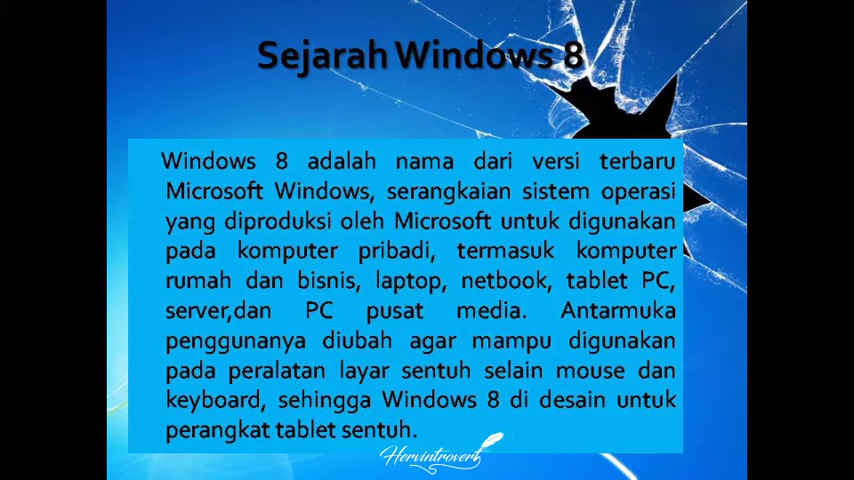 Sejarah Windows 8
Windows 8 adalah nama dari versi terbaru
Microsoft Windows, serangkaian sistem operasi
yang diproduksi oleh Microsoft untuk digunakan
pada komputer pribadi, termasuk komputer
rumah dan bisnis, laptop, netbook, tablet PC,
server,dan PC pusat media. Antarmuka
penggunanya diubah agar mampu digunakan
pada peralatan layar sentuh selain mouse dan
keyboard, sehingga Windows 8 di desain untuk
perangkat tablet sentuh.
Hervintrovert